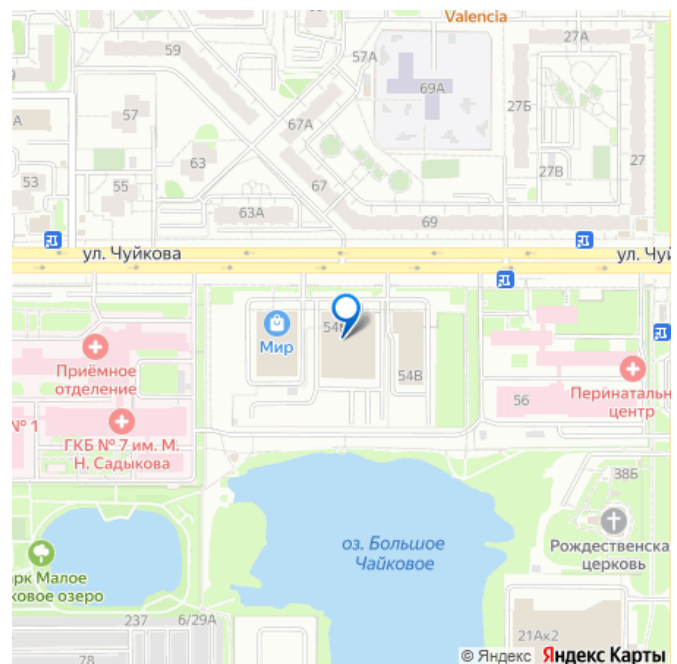 Valencia
59
57А
27А
69А
А
57
67А
27Б
53
55
63
67
27В
27
63А
69
ул. Чуйкова
ул. Чуй
54
Мир
54В
Приёмное
отделение
Перинатальн
центр
56
№ 1
ГКБ № 7 им. М.
Н. Садыкова
38Б
оз. Большое
Чайковое
Рождественска
церковь
арк Малое
ковое озеро
237
6/29А
78
21Ак2
© Яндекс Яндекс Карты